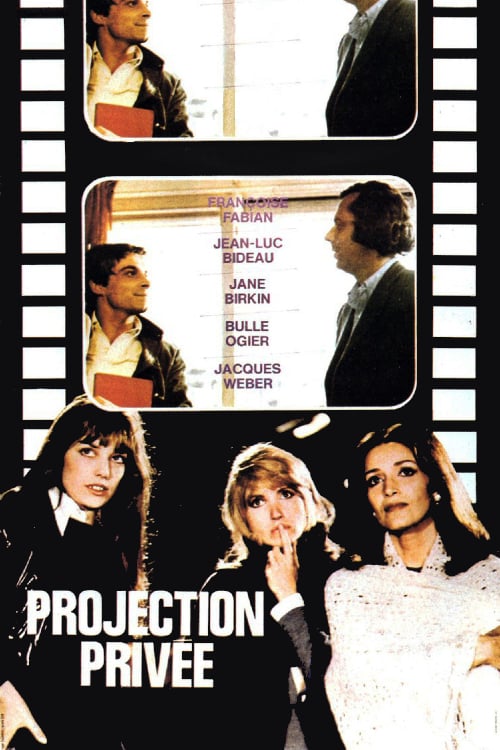 FRANÇOISE
FABIAN
JEAN-LUC
BIDEAU
JANE
BIRKIN
BULLE
OGIER
JACQUES
WEBER
PROJECTION
PRIVÉE